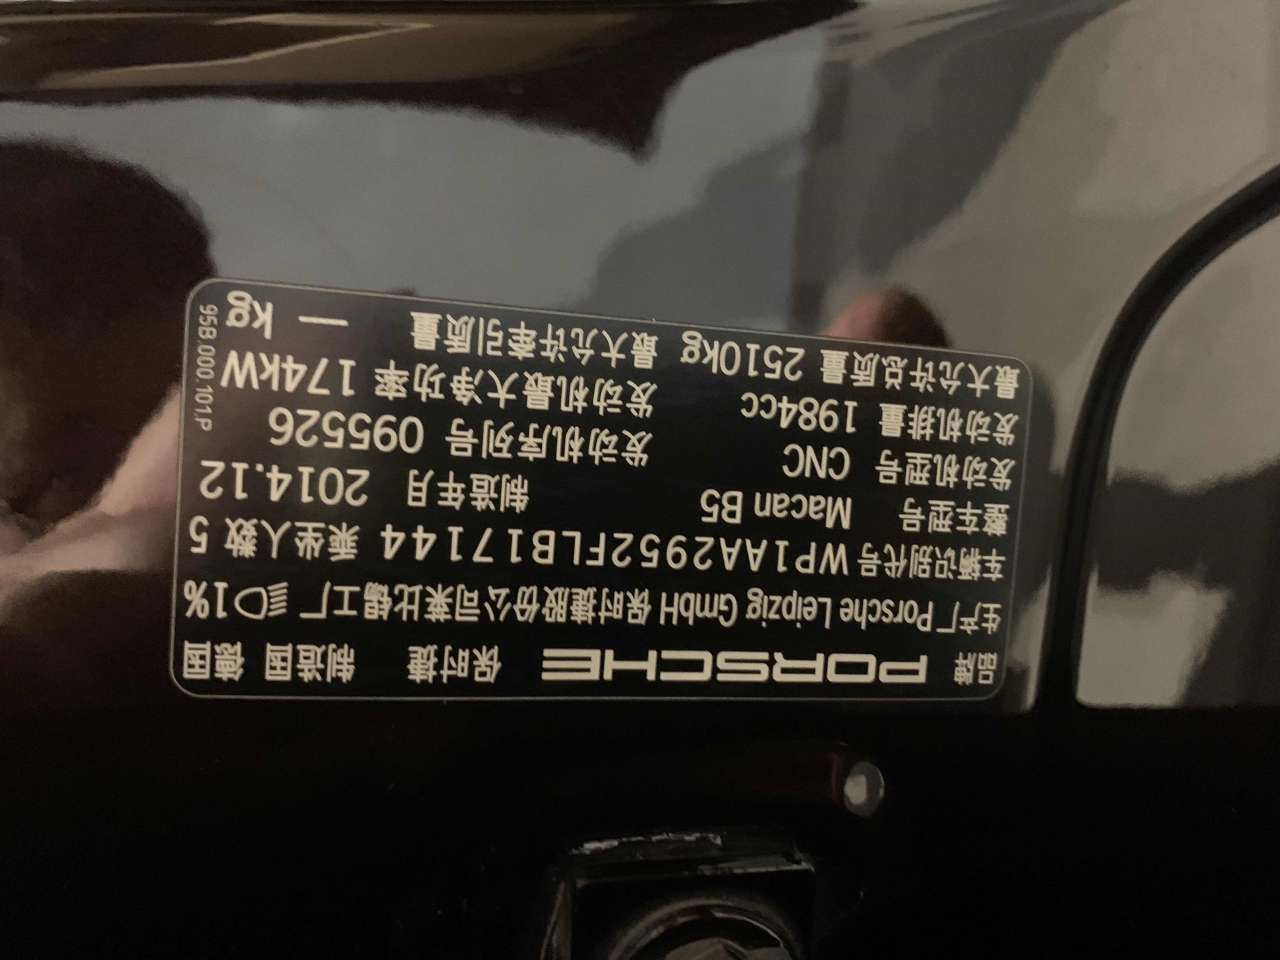 品牌 PORSCHE 保时捷 制造国 德国
生产厂 Porsche Leipzig GmbH 保时捷股份公司莱比锡工厂 1%
车辆识别代号 WP1AA2952FLB17144 乘坐人数 5
整车型号 Macan B5 制造年月 2014.12
发动机型号 CNC 发动机序列号 095526
发动机排量 1984cc 发动机最大净功率 174kW
最大允许总质量 2510kg 最大允许牵引质量 — kg
95B.000.101.P